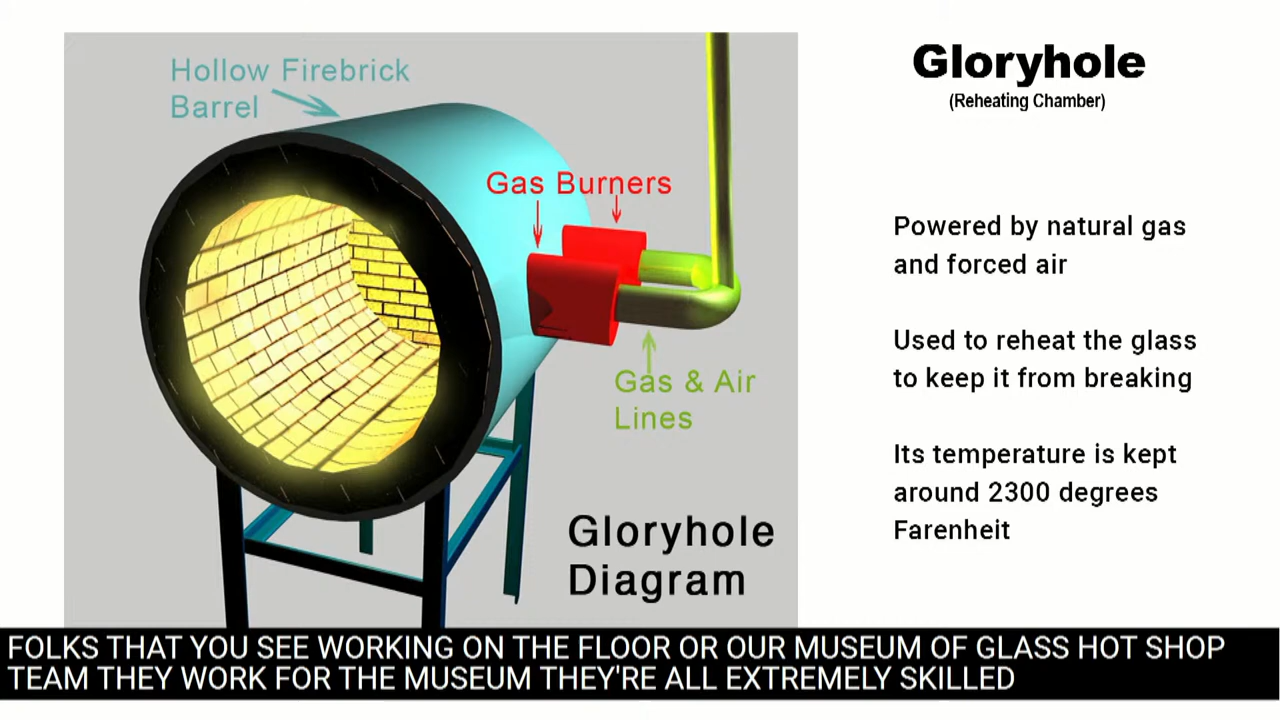 Hollow Firebrick
Barrel
Gas Burners
Gas & Air
Lines
Gloryhole
Diagram
Gloryhole
(Reheating Chamber)
Powered by natural gas
and forced air
Used to reheat the glass
to keep it from breaking
Its temperature is kept
around 2300 degrees
Farenheit
FOLKS THAT YOU SEE WORKING ON THE FLOOR OR OUR MUSEUM OF GLASS HOT SHOP
TEAM THEY WORK FOR THE MUSEUM THEY'RE ALL EXTREMELY SKILLED